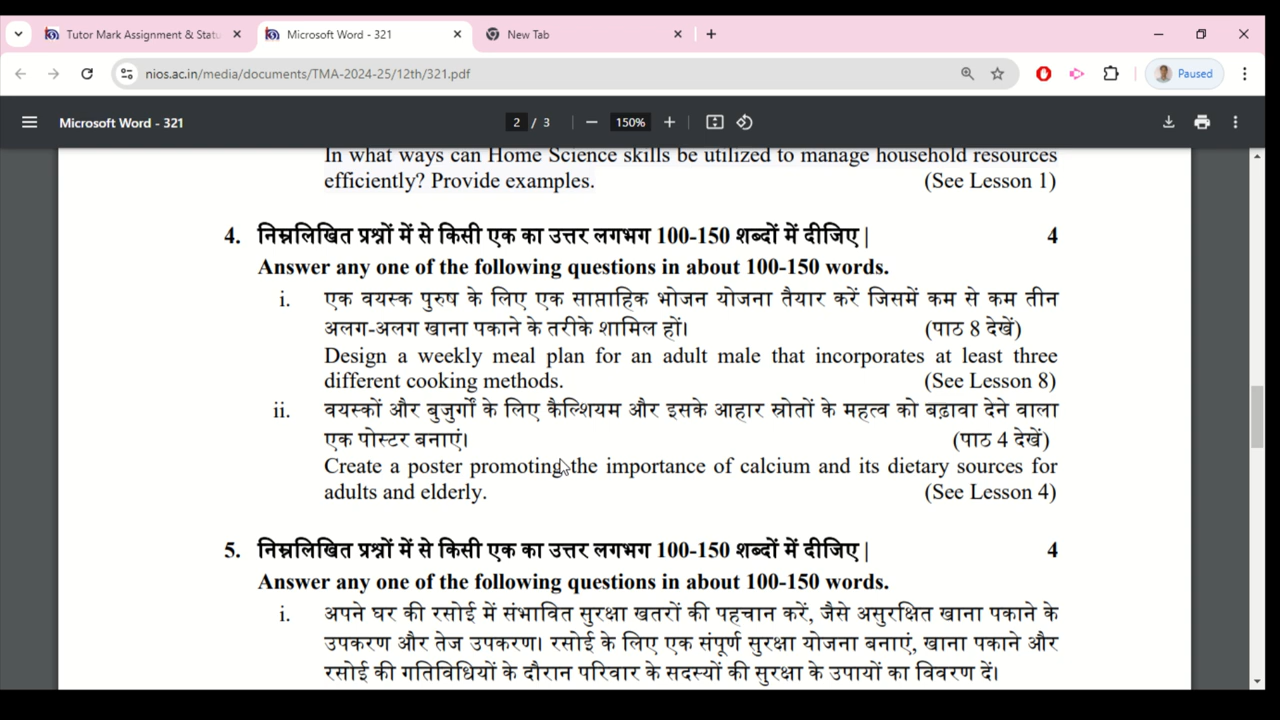 Tutor Mark Assignment & Statu
Microsoft Word - 321
New Tab
nios.ac.in/media/documents/TMA-2024-25/12th/321.pdf
Paused
Microsoft Word - 321
2 / 3
150%
In what ways can Home Science skills be utilized to manage household resources
efficiently? Provide examples. (See Lesson 1)
4. निम्नलिखित प्रश्नों में से किसी एक का उत्तर लगभग 100-150 शब्दों में दीजिए | 4
Answer any one of the following questions in about 100-150 words.
i. एक वयस्क पुरुष के लिए एक साप्ताहिक भोजन योजना तैयार करें जिसमें कम से कम तीन
अलग-अलग खाना पकाने के तरीके शामिल हों। (पाठ 8 देखें)
Design a weekly meal plan for an adult male that incorporates at least three
different cooking methods. (See Lesson 8)
ii. वयस्कों और बुजुर्गों के लिए कैल्शियम और इसके आहार स्रोतों के महत्व को बढ़ावा देने वाला
एक पोस्टर बनाएं। (पाठ 4 देखें)
Create a poster promoting the importance of calcium and its dietary sources for
adults and elderly. (See Lesson 4)
5. निम्नलिखित प्रश्नों में से किसी एक का उत्तर लगभग 100-150 शब्दों में दीजिए | 4
Answer any one of the following questions in about 100-150 words.
i. अपने घर की रसोई में संभावित सुरक्षा खतरों की पहचान करें, जैसे असुरक्षित खाना पकाने के
उपकरण और तेज उपकरण। रसोई के लिए एक संपूर्ण सुरक्षा योजना बनाएं, खाना पकाने और
रसोई की गतिविधियों के दौरान परिवार के सदस्यों की सुरक्षा के उपायों का विवरण दें।